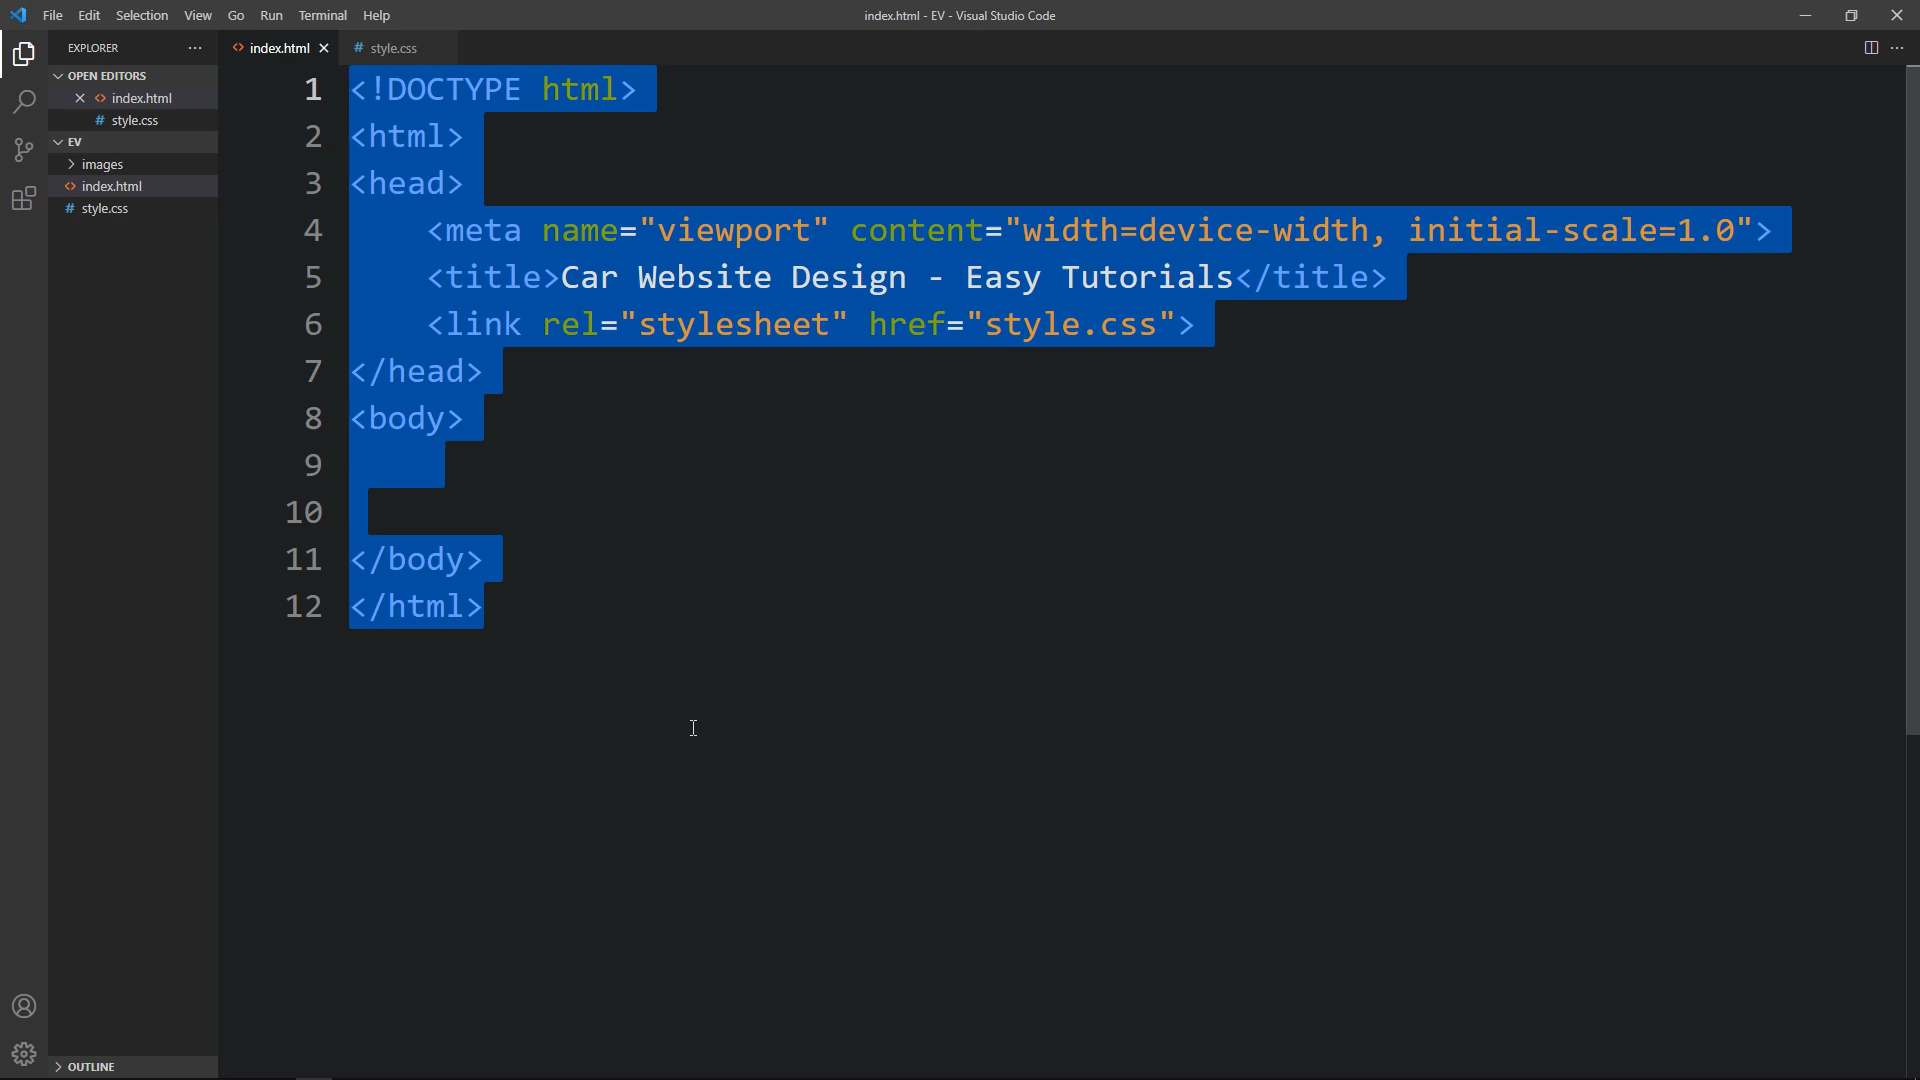 File Edit Selection View Go Run Terminal Help
index.html - EV - Visual Studio Code
EXPLORER
index.html
# style.css
OPEN EDITORS
index.html
# style.css
EV
images
index.html
# style.css
OUTLINE
1 <!DOCTYPE html>
2 <html>
3 <head>
4 <meta name="viewport" content="width=device-width, initial-scale=1.0">
5 <title>Car Website Design - Easy Tutorials</title>
6 <link rel="stylesheet" href="style.css">
7 </head>
8 <body>
9
10
11 </body>
12 </html>